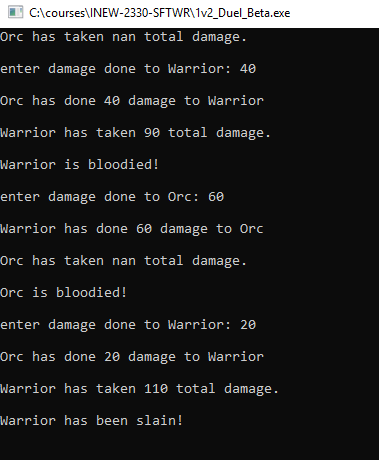 C:\courses\INEW-2330-SFTWR\1v2_Duel_Beta.exe
Orc has taken nan total damage.
enter damage done to Warrior: 40
Orc has done 40 damage to Warrior
Warrior has taken 90 total damage.
Warrior is bloodied!
enter damage done to Orc: 60
Warrior has done 60 damage to Orc
Orc has taken nan total damage.
Orc is bloodied!
enter damage done to Warrior: 20
Orc has done 20 damage to Warrior
Warrior has taken 110 total damage.
Warrior has been slain!